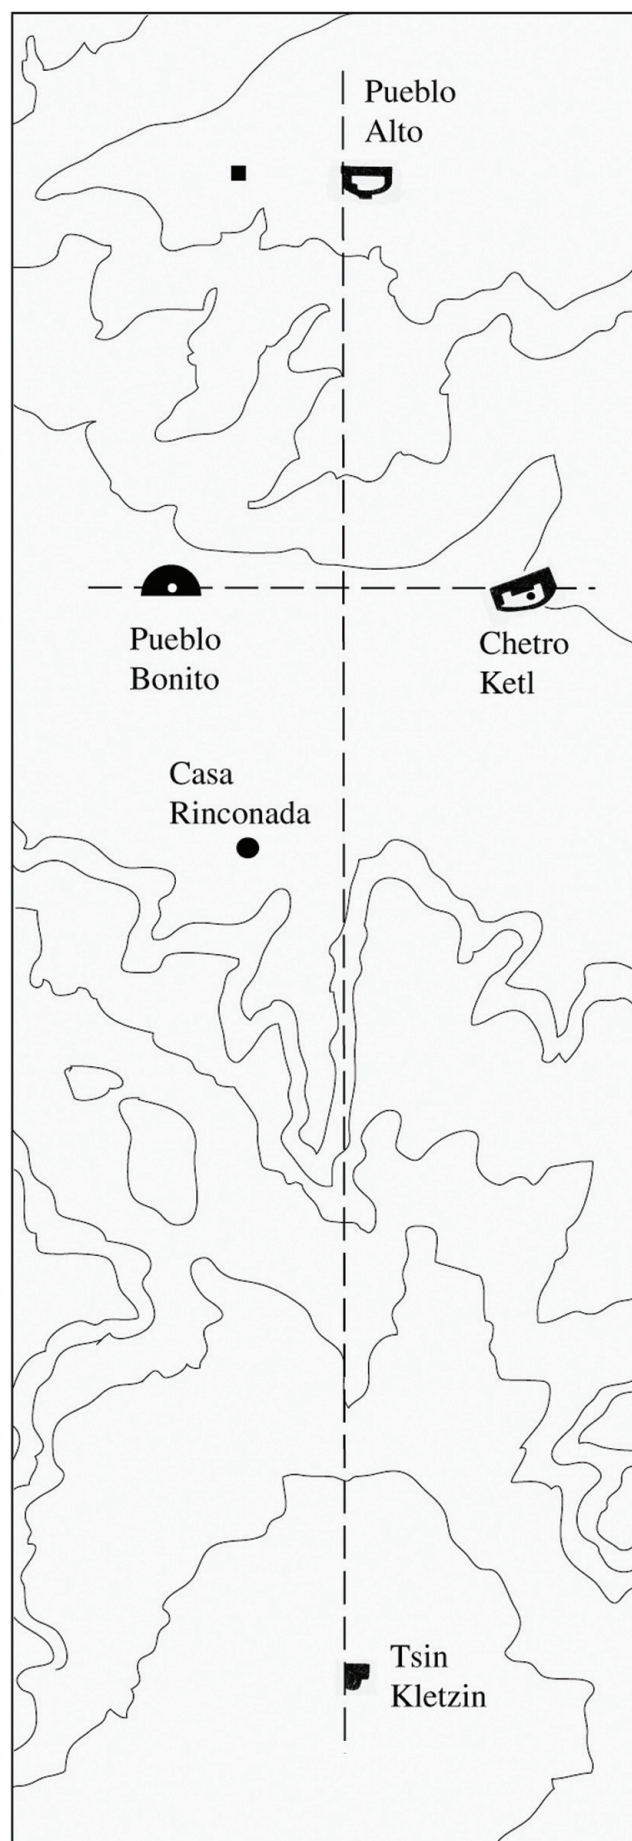 Pueblo
Alto
Pueblo
Bonito
Chetro
Ketl
Casa
Rinconada
Tsin
Kletzin